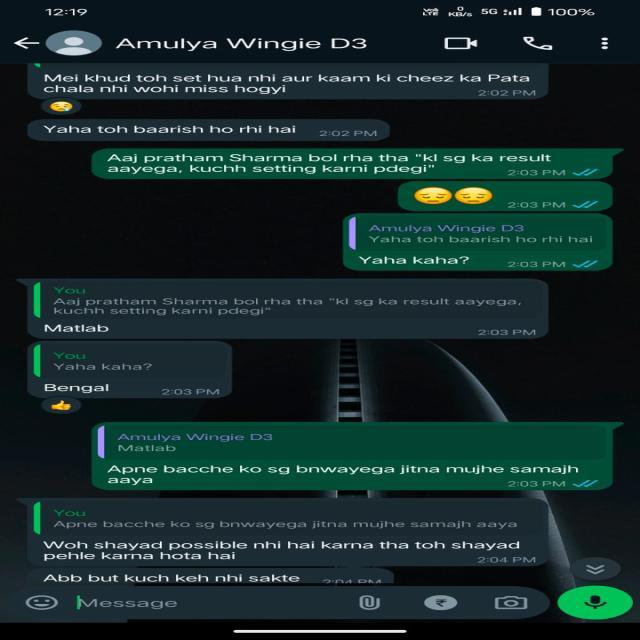 12:19
Vo LTE 0 KB/s 5G 100%
Amulya Wingie D3
Mei khud toh set hua nhi aur kaam ki cheez ka Pata
chala nhi wohi miss hogyi
2:02 PM
Yaha toh baarish ho rhi hai 2:02 PM
Aaj pratham Sharma bol rha tha "kl sg ka result
aayega, kuchh setting karni pdegi" 2:03 PM
😔😔 2:03 PM
Amulya Wingie D3
Yaha toh baarish ho rhi hai
Yaha kaha? 2:03 PM
You
Aaj pratham Sharma bol rha tha "kl sg ka result aayega,
kuchh setting karni pdegi"
Matlab 2:03 PM
You
Yaha kaha?
Bengal 2:03 PM
Amulya Wingie D3
Matlab
Apne bacche ko sg bnwayega jitna mujhe samajh
aaya 2:03 PM
You
Apne bacche ko sg bnwayega jitna mujhe samajh aaya
Woh shayad possible nhi hai karna tha toh shayad
pehle karna hota hai 2:04 PM
Abb but kuch keh nhi sakte 2:04 PM
Message